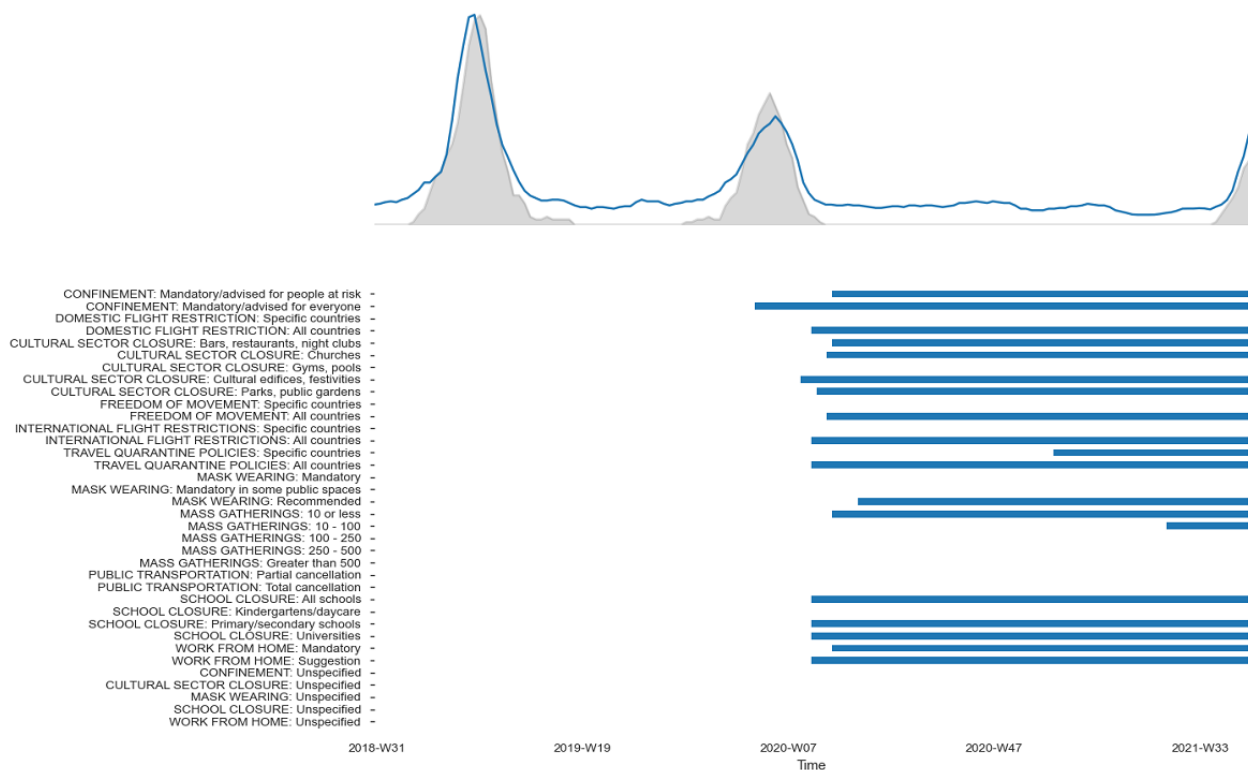 CONFINEMENT: Mandatory/advised for people at risk
CONFINEMENT: Mandatory/advised for everyone
DOMESTIC FLIGHT RESTRICTION: Specific countries
DOMESTIC FLIGHT RESTRICTION: All countries
CULTURAL SECTOR CLOSURE: Bars, restaurants, night clubs
CULTURAL SECTOR CLOSURE: Churches
CULTURAL SECTOR CLOSURE: Gyms, pools
CULTURAL SECTOR CLOSURE: Cultural edifices, festivities
CULTURAL SECTOR CLOSURE: Parks, public gardens
FREEDOM OF MOVEMENT: Specific countries
FREEDOM OF MOVEMENT: All countries
INTERNATIONAL FLIGHT RESTRICTIONS: Specific countries
INTERNATIONAL FLIGHT RESTRICTIONS: All countries
TRAVEL QUARANTINE POLICIES: Specific countries
TRAVEL QUARANTINE POLICIES: All countries
MASK WEARING: Mandatory
MASK WEARING: Mandatory in some public spaces
MASK WEARING: Recommended
MASS GATHERINGS: 10 or less
MASS GATHERINGS: 10 - 100
MASS GATHERINGS: 100 - 250
MASS GATHERINGS: 250 - 500
MASS GATHERINGS: Greater than 500
PUBLIC TRANSPORTATION: Partial cancellation
PUBLIC TRANSPORTATION: Total cancellation
SCHOOL CLOSURE: All schools
SCHOOL CLOSURE: Kindergartens/daycare
SCHOOL CLOSURE: Primary/secondary schools
SCHOOL CLOSURE: Universities
WORK FROM HOME: Mandatory
WORK FROM HOME: Suggestion
CONFINEMENT: Unspecified
CULTURAL SECTOR CLOSURE: Unspecified
MASK WEARING: Unspecified
SCHOOL CLOSURE: Unspecified
WORK FROM HOME: Unspecified
2018-W31 2019-W19 2020-W07 2020-W47 2021-W33
Time